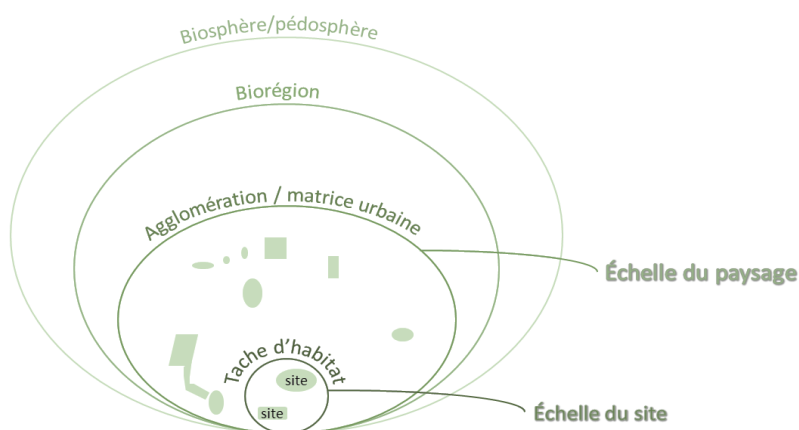 Biosphère/pédosphère
Biorégion
Agglomération / matrice urbaine
Échelle du paysage
Tache d'habitat
site
site
Échelle du site